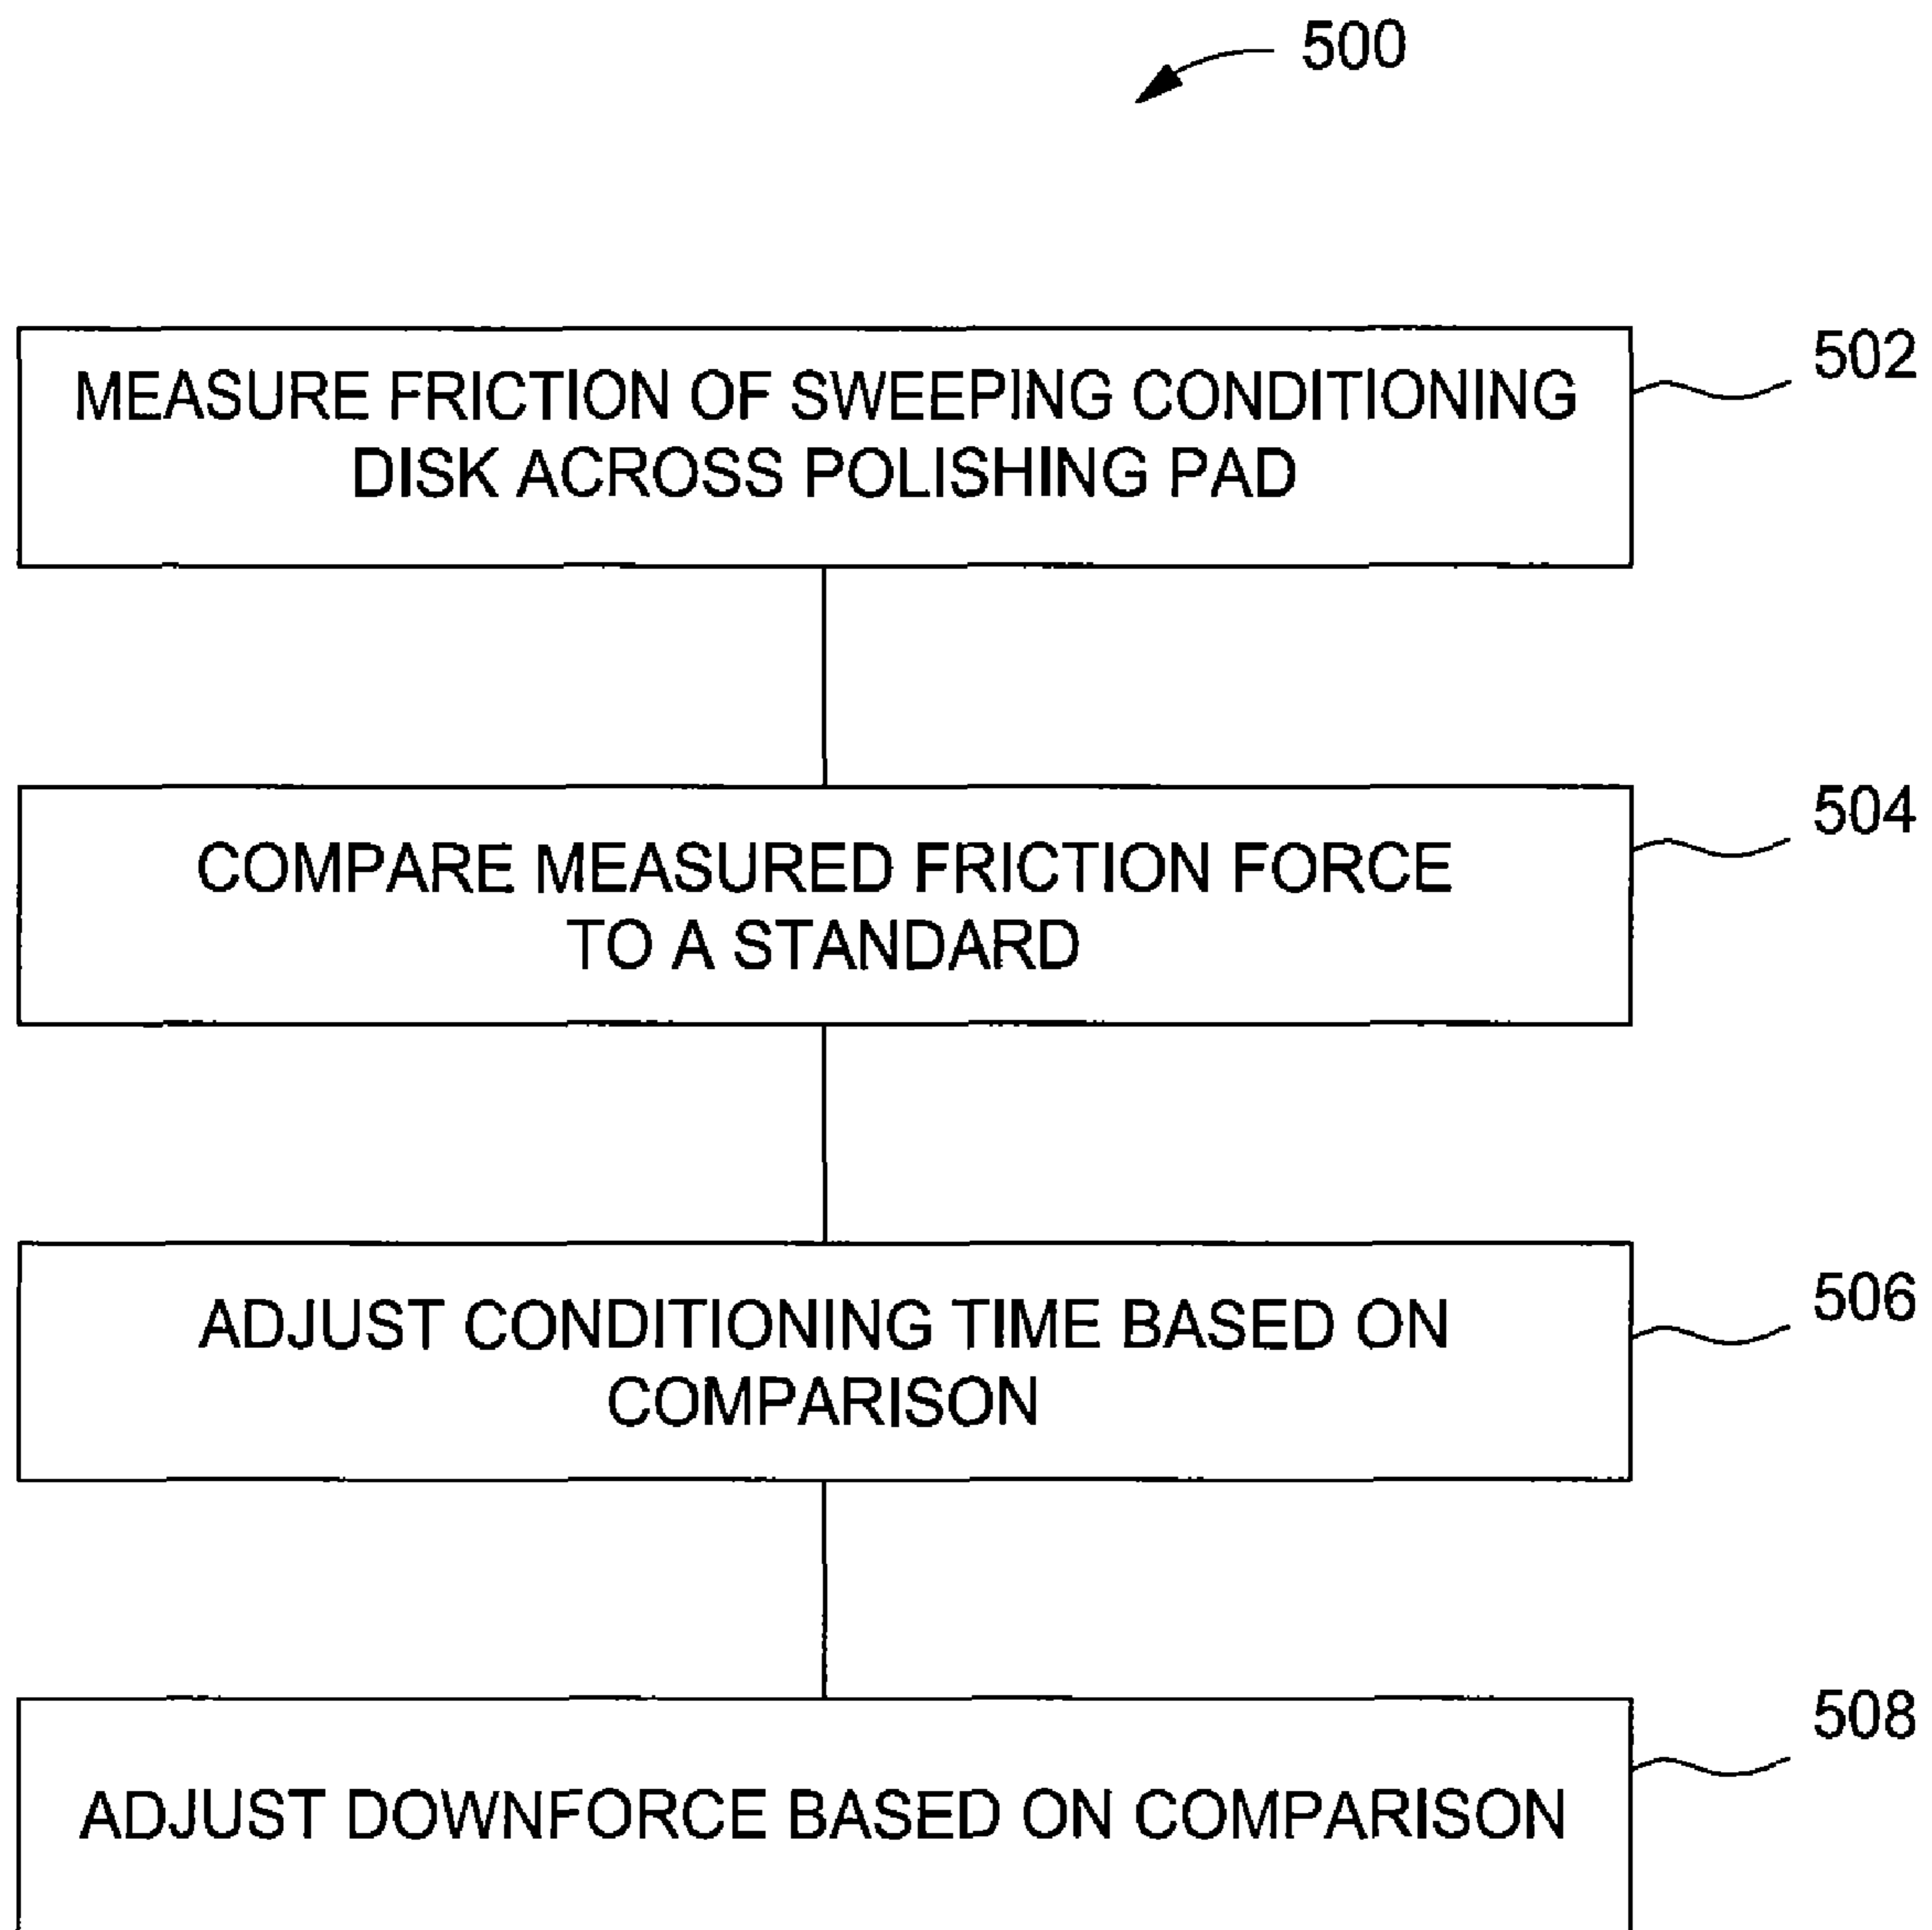 500
MEASURE FRICTION OF SWEEPING CONDITIONING
DISK ACROSS POLISHING PAD
502
COMPARE MEASURED FRICTION FORCE
TO A STANDARD
504
ADJUST CONDITIONING TIME BASED ON
COMPARISON
506
ADJUST DOWNFORCE BASED ON COMPARISON
508